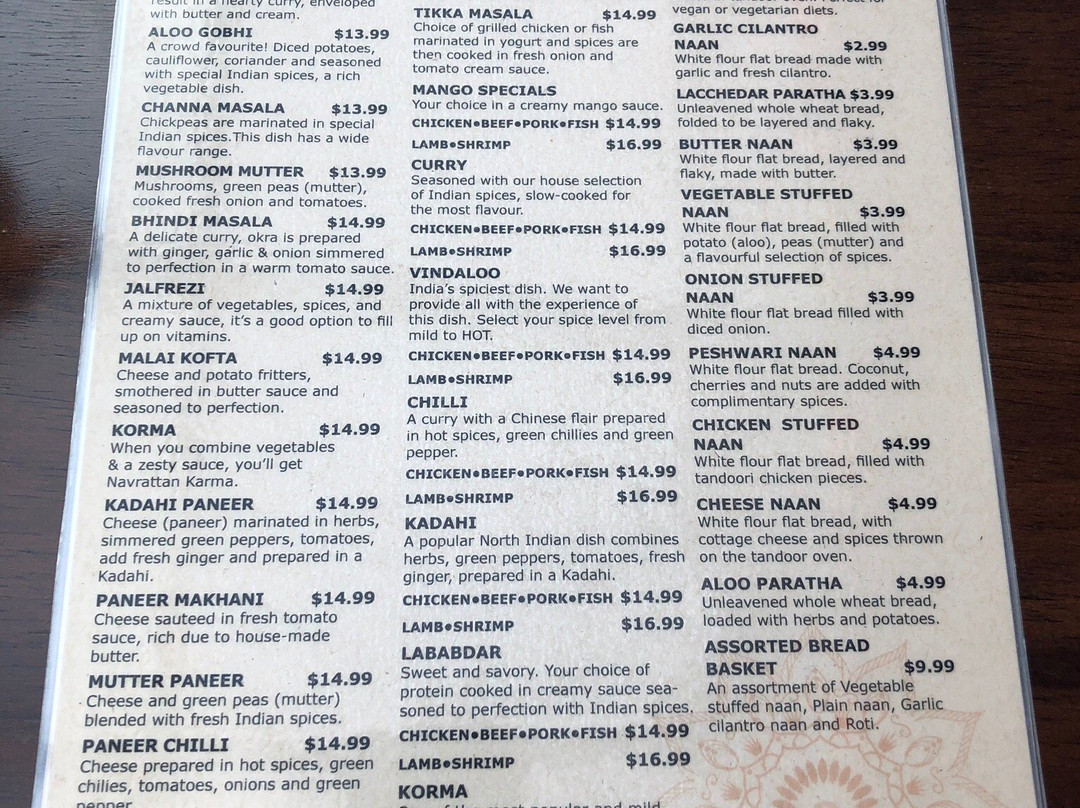 result in a hearty curry, enveloped
with butter and cream.
ALOO GOBHI $13.99
A crowd favourite! Diced potatoes,
cauliflower, coriander and seasoned
with special Indian spices, a rich
vegetable dish.
CHANNA MASALA $13.99
Chickpeas are marinated in special
Indian spices.This dish has a wide
flavour range.
MUSHROOM MUTTER $13.99
Mushrooms, green peas (mutter),
cooked fresh onion and tomatoes.
BHINDI MASALA $14.99
A delicate curry, okra is prepared
with ginger, garlic & onion simmered
to perfection in a warm tomato sauce.
JALFREZI $14.99
A mixture of vegetables, spices, and
creamy sauce, it's a good option to fill
up on vitamins.
MALAI KOFTA $14.99
Cheese and potato fritters,
smothered in butter sauce and
seasoned to perfection.
KORMA $14.99
When you combine vegetables
& a zesty sauce, you'll get
Navrattan Karma.
KADAHI PANEER $14.99
Cheese (paneer) marinated in herbs,
simmered green peppers, tomatoes,
add fresh ginger and prepared in a
Kadahi.
PANEER MAKHANI $14.99
Cheese sauteed in fresh tomato
sauce, rich due to house-made
butter.
MUTTER PANEER $14.99
Cheese and green peas (mutter)
blended with fresh Indian spices.
PANEER CHILLI $14.99
Cheese prepared in hot spices, green
chilies, tomatoes, onions and green
pepper.
TIKKA MASALA $14.99
Choice of grilled chicken or fish
marinated in yogurt and spices are
then cooked in fresh onion and
tomato cream sauce.
MANGO SPECIALS
Your choice in a creamy mango sauce.
CHICKEN•BEEF•PORK•FISH $14.99
LAMB•SHRIMP $16.99
CURRY
Seasoned with our house selection
of Indian spices, slow-cooked for
the most flavour.
CHICKEN•BEEF•PORK•FISH $14.99
LAMB•SHRIMP $16.99
VINDALOO
India's spiciest dish. We want to
provide all with the experience of
this dish. Select your spice level from
mild to HOT.
CHICKEN•BEEF•PORK•FISH $14.99
LAMB•SHRIMP $16.99
CHILLI
A curry with a Chinese flair prepared
in hot spices, green chillies and green
pepper.
CHICKEN•BEEF•PORK•FISH $14.99
LAMB•SHRIMP $16.99
KADAHI
A popular North Indian dish combines
herbs, green peppers, tomatoes, fresh
ginger, prepared in a Kadahi.
CHICKEN•BEEF•PORK•FISH $14.99
LAMB•SHRIMP $16.99
LABABDAR
Sweet and savory. Your choice of
protein cooked in creamy sauce sea-
soned to perfection with Indian spices.
CHICKEN•BEEF•PORK•FISH $14.99
LAMB•SHRIMP $16.99
KORMA
vegan or vegetarian diets.
GARLIC CILANTRO
NAAN $2.99
White flour flat bread made with
garlic and fresh cilantro.
LACCHEDAR PARATHA $3.99
Unleavened whole wheat bread,
folded to be layered and flaky.
BUTTER NAAN $3.99
White flour flat bread, layered and
flaky, made with butter.
VEGETABLE STUFFED
NAAN $3.99
White flour flat bread, filled with
potato (aloo), peas (mutter) and
a flavourful selection of spices.
ONION STUFFED
NAAN $3.99
White flour flat bread filled with
diced onion.
PESHWARI NAAN $4.99
White flour flat bread. Coconut,
cherries and nuts are added with
complimentary spices.
CHICKEN STUFFED
NAAN $4.99
White flour flat bread, filled with
tandoori chicken pieces.
CHEESE NAAN $4.99
White flour flat bread, with
cottage cheese and spices thrown
on the tandoor oven.
ALOO PARATHA $4.99
Unleavened whole wheat bread,
loaded with herbs and potatoes.
ASSORTED BREAD
BASKET $9.99
An assortment of Vegetable
stuffed naan, Plain naan, Garlic
cilantro naan and Roti.